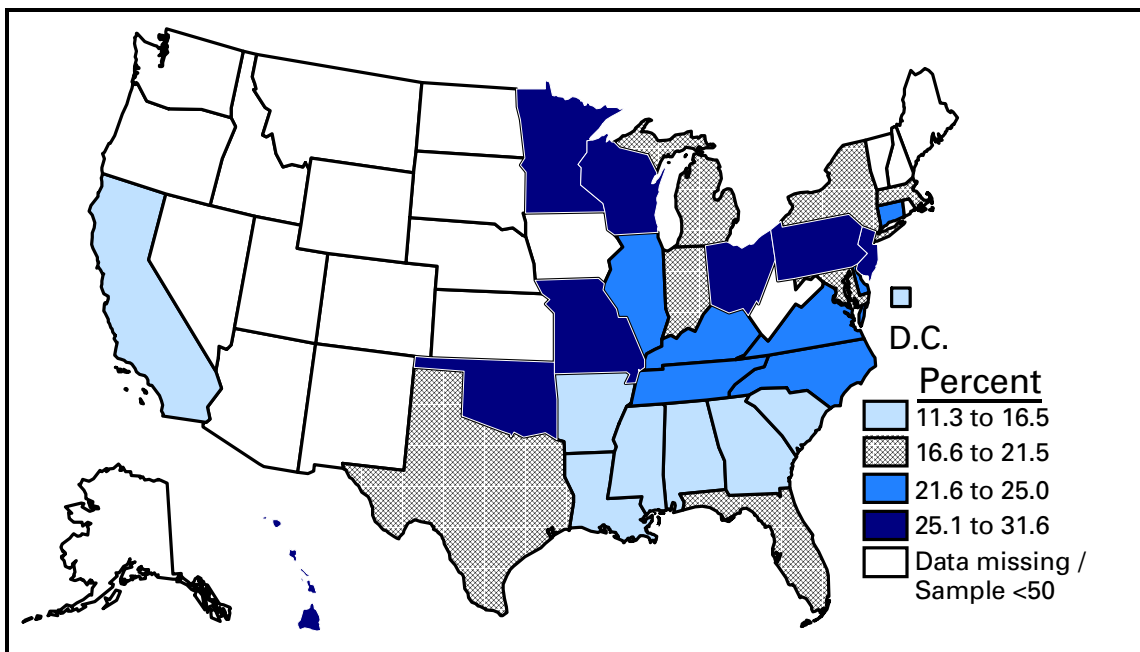 D.C.
Percent
11.3 to 16.5
16.6 to 21.5
21.6 to 25.0
25.1 to 31.6
Data missing /
Sample <50